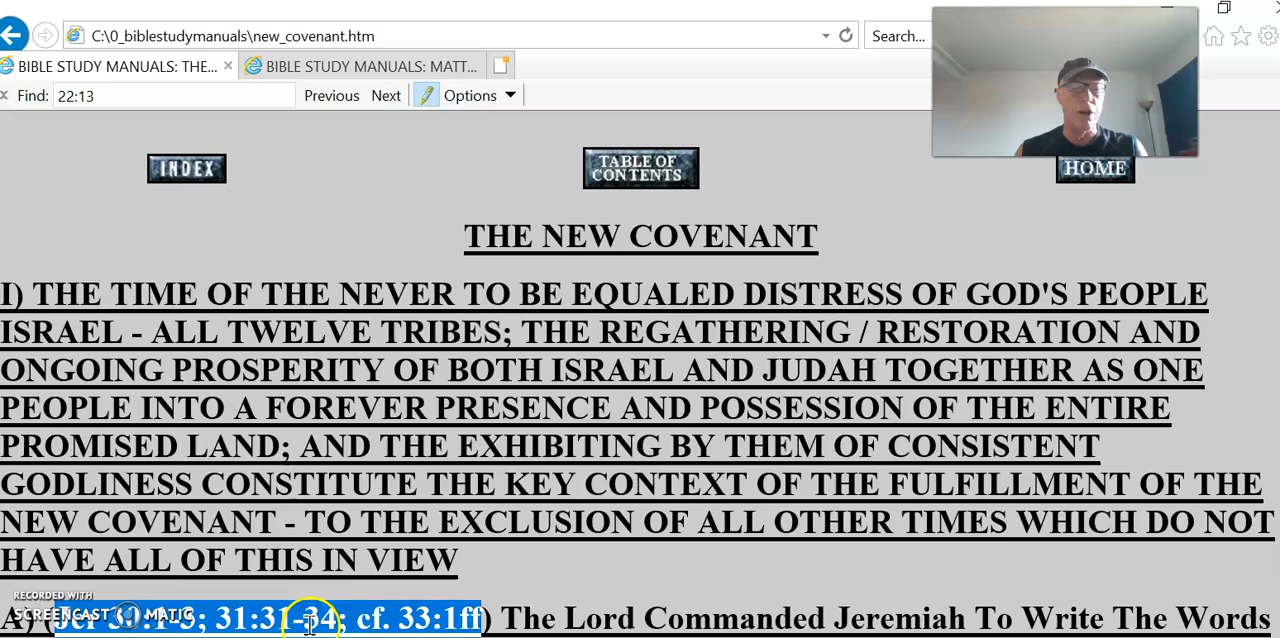 C:\0_biblestudymanuals\new_covenant.htm
Search...
BIBLE STUDY MANUALS: THE...
BIBLE STUDY MANUALS: MATT...
Find: 22:13 Previous Next Options
INDEX
TABLE OF
CONTENTS
HOME
THE NEW COVENANT
I) THE TIME OF THE NEVER TO BE EQUALED DISTRESS OF GOD'S PEOPLE
ISRAEL - ALL TWELVE TRIBES; THE REGATHERING / RESTORATION AND
ONGOING PROSPERITY OF BOTH ISRAEL AND JUDAH TOGETHER AS ONE
PEOPLE INTO A FOREVER PRESENCE AND POSSESSION OF THE ENTIRE
PROMISED LAND; AND THE EXHIBITING BY THEM OF CONSISTENT
GODLINESS CONSTITUTE THE KEY CONTEXT OF THE FULFILLMENT OF THE
NEW COVENANT - TO THE EXCLUSION OF ALL OTHER TIMES WHICH DO NOT
HAVE ALL OF THIS IN VIEW
RECORDED WITH
SCREENCAST MATIC
A) (Jer 31:31-34; cf. 33:1ff) The Lord Commanded Jeremiah To Write The Words